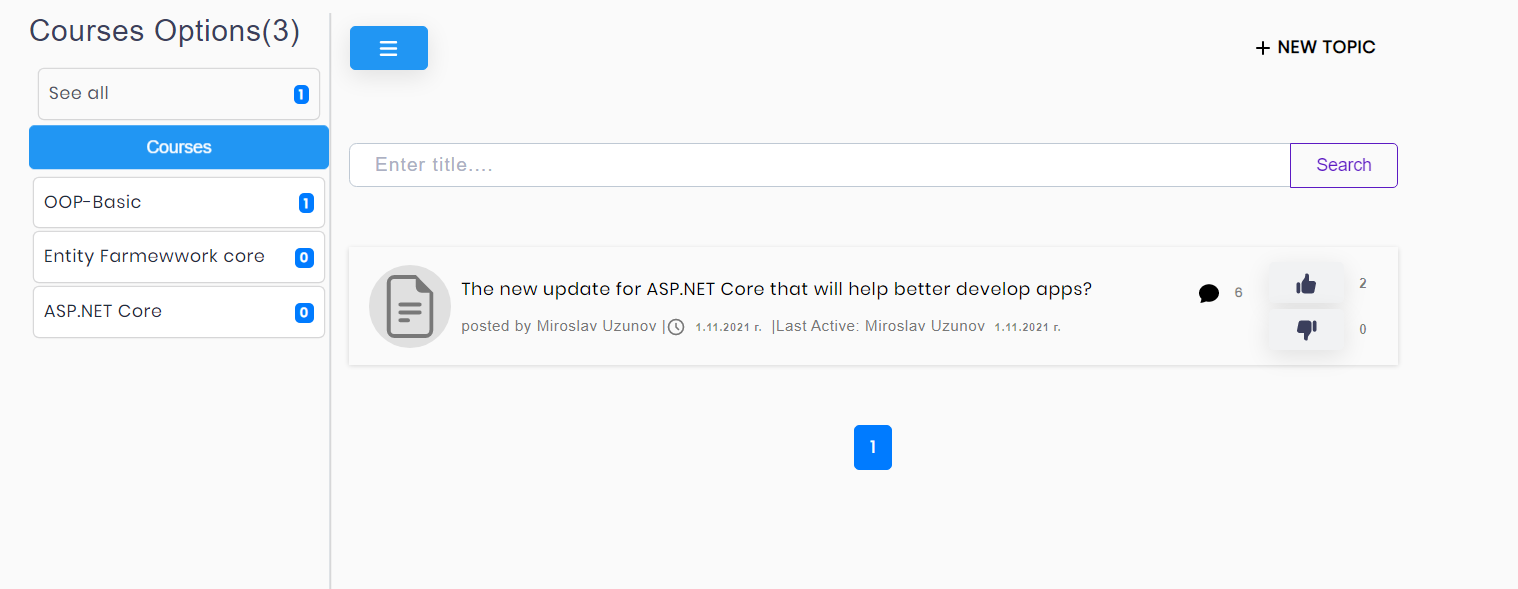 Courses Options(3)
See all 1
Courses
OOP-Basic 1
Entity Farmewwork core 0
ASP.NET Core 0
+ NEW TOPIC
Enter title.... Search
The new update for ASP.NET Core that will help better develop apps? 6 2
posted by Miroslav Uzunov | 1.11.2021 г. |Last Active: Miroslav Uzunov 1.11.2021 г. 0
1